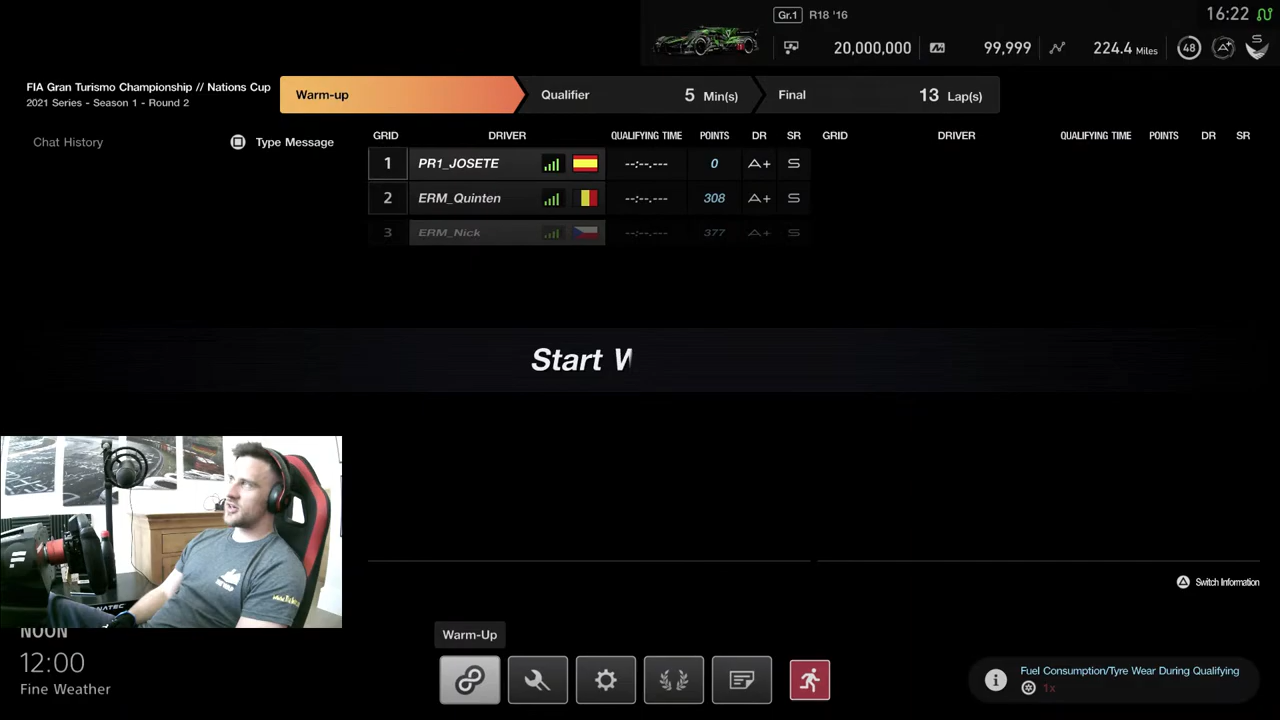 Gr.1 R18 '16
16:22
20,000,000 99,999 224.4 Miles 48 A+ S
FIA Gran Turismo Championship // Nations Cup
2021 Series - Season 1 - Round 2
Warm-up Qualifier 5 Min(s) Final 13 Lap(s)
Chat History Type Message
GRID DRIVER QUALIFYING TIME POINTS DR SR GRID DRIVER QUALIFYING TIME POINTS DR SR
1 PR1_JOSETE --:--.--- 0 A+ S
2 ERM_Quinten --:--.--- 308 A+ S
3 ERM_Nick --:--.--- 377 A+ S
Start W
Switch Information
FANATEC
NOON
12:00
Fine Weather
Warm-Up
Fuel Consumption/Tyre Wear During Qualifying
1x